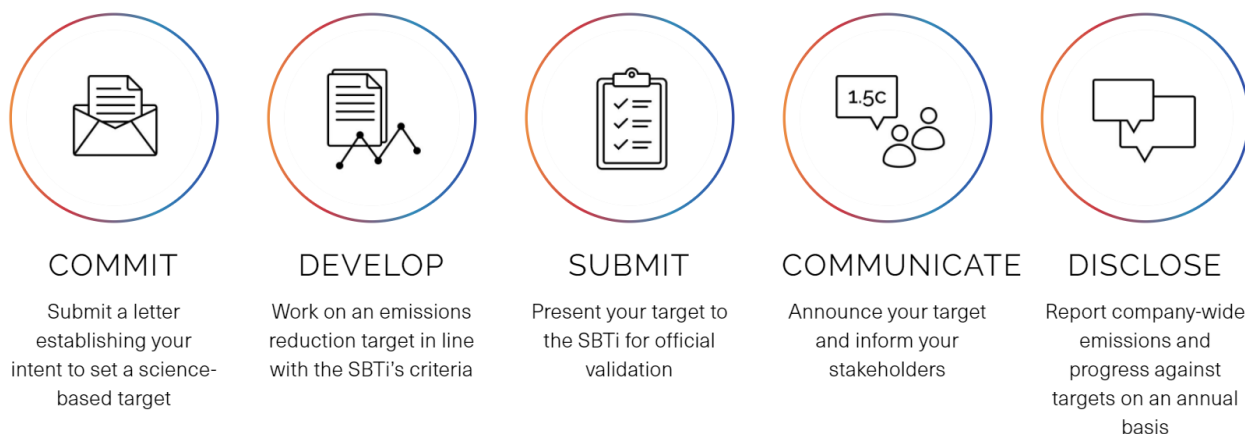 1.5c
COMMIT
Submit a letter
establishing your
intent to set a science-
based target
DEVELOP
Work on an emissions
reduction target in line
with the SBTi's criteria
SUBMIT
Present your target to
the SBTi for official
validation
COMMUNICATE
Announce your target
and inform your
stakeholders
DISCLOSE
Report company-wide
emissions and
progress against
targets on an annual
basis